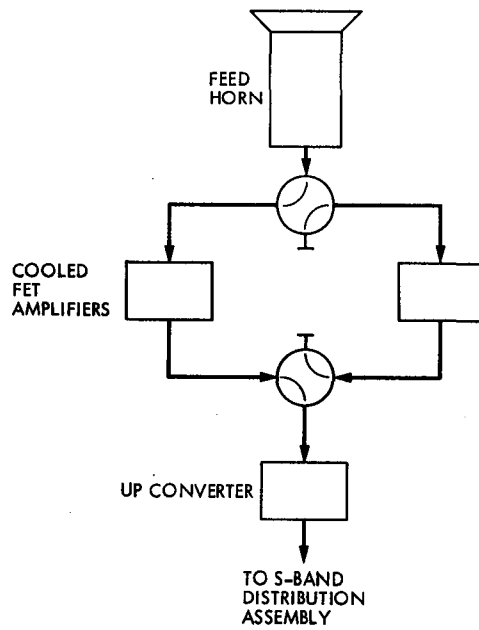 FEED
HORN
COOLED
FET
AMPLIFIERS
UP CONVERTER
TO S-BAND
DISTRIBUTION
ASSEMBLY